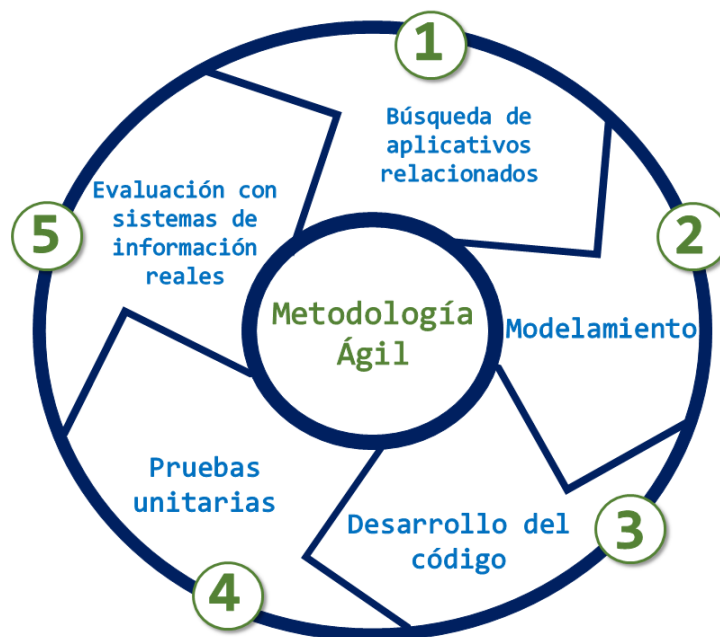 1
Búsqueda de
aplicativos
relacionados
2
Modelamiento
3
Desarrollo del
código
4
Pruebas
unitarias
5
Evaluación con
sistemas de
información
reales
Metodología
Ágil